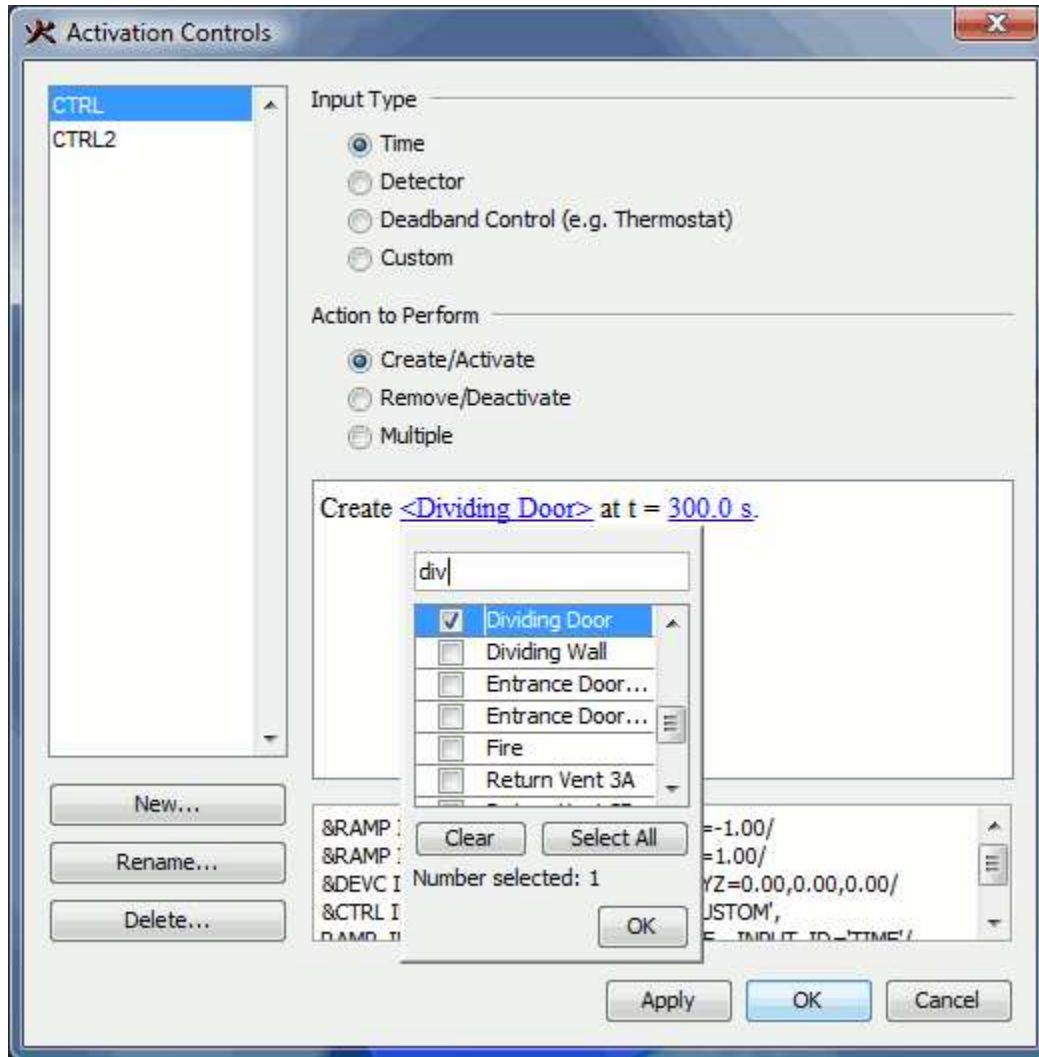 Activation Controls
CTRL
CTRL2
Input Type
Time
Detector
Deadband Control (e.g. Thermostat)
Custom
Action to Perform
Create/Activate
Remove/Deactivate
Multiple
Create <Dividing Door> at t = 300.0 s.
div
Dividing Door
Dividing Wall
Entrance Door...
Entrance Door...
Fire
Return Vent 3A
Clear
Select All
Number selected: 1
OK
&RAMP =-1.00/
&RAMP =1.00/
&DEVC YZ=0.00,0.00,0.00/
&CTRL USTOM',
INPUT_ID='TIME'/
New...
Rename...
Delete...
Apply
OK
Cancel